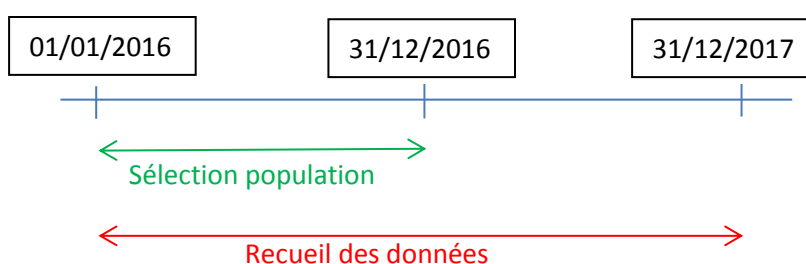 01/01/2016 31/12/2016 31/12/2017
Sélection population
Recueil des données